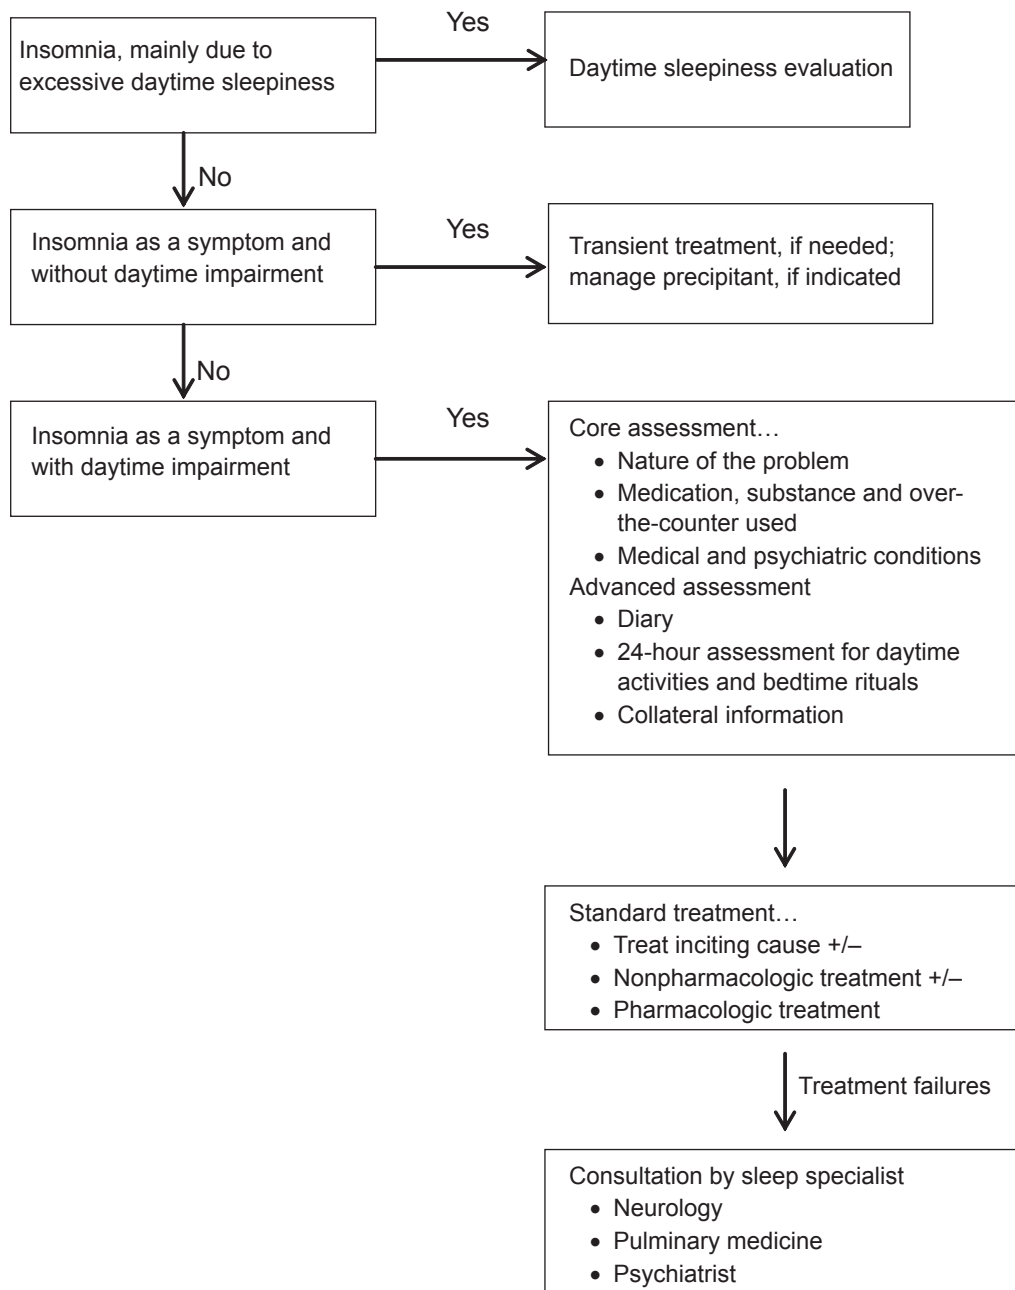 Insomnia, mainly due to
excessive daytime sleepiness
Yes
Daytime sleepiness evaluation
No
Insomnia as a symptom and
without daytime impairment
Yes
Transient treatment, if needed;
manage precipitant, if indicated
No
Insomnia as a symptom and
with daytime impairment
Yes
Core assessment…
• Nature of the problem
• Medication, substance and over-
the-counter used
• Medical and psychiatric conditions
Advanced assessment
• Diary
• 24-hour assessment for daytime
activities and bedtime rituals
• Collateral information
Standard treatment…
• Treat inciting cause +/–
• Nonpharmacologic treatment +/–
• Pharmacologic treatment
Treatment failures
Consultation by sleep specialist
• Neurology
• Pulminary medicine
• Psychiatrist